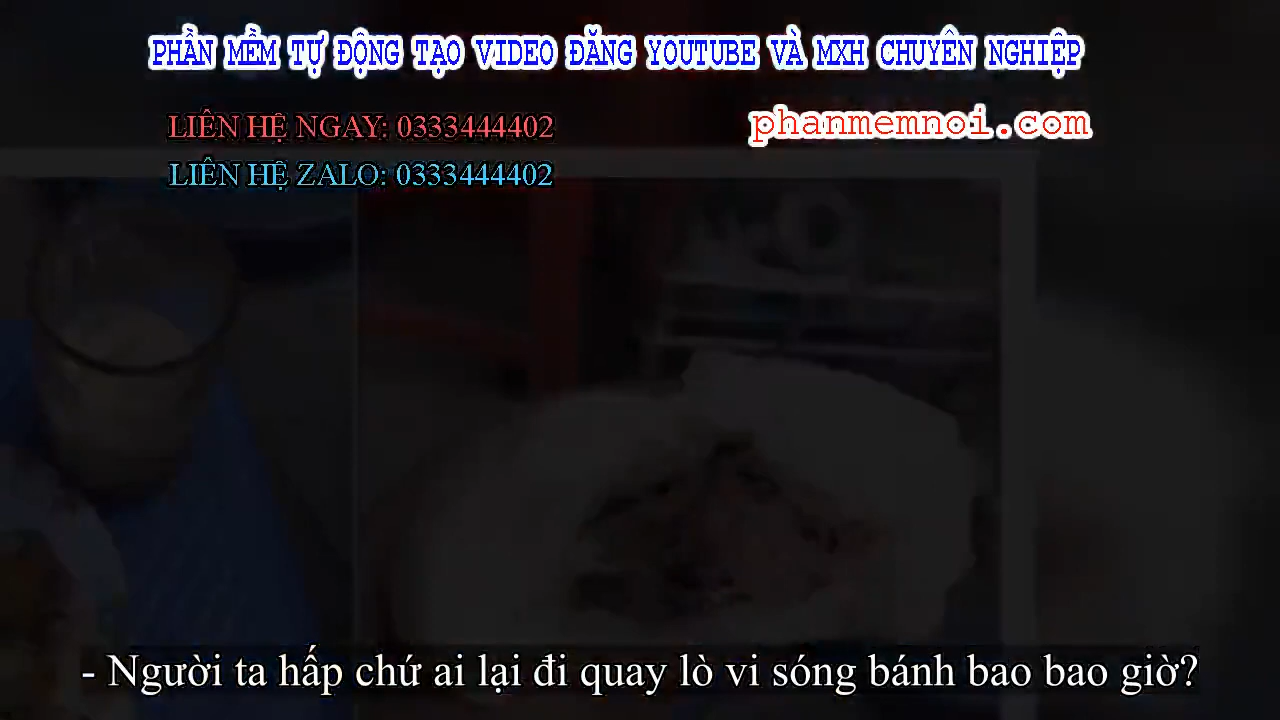 PHẦN MỀM TỰ ĐỘNG TẠO VIDEO ĐĂNG YOUTUBE VÀ MXH CHUYÊN NGHIỆP
LIÊN HỆ NGAY: 0333444402
phanmemnoi.com
LIÊN HỆ ZALO: 0333444402
- Người ta hấp chứ ai lại đi quay lò vi sóng bánh bao bao giờ?